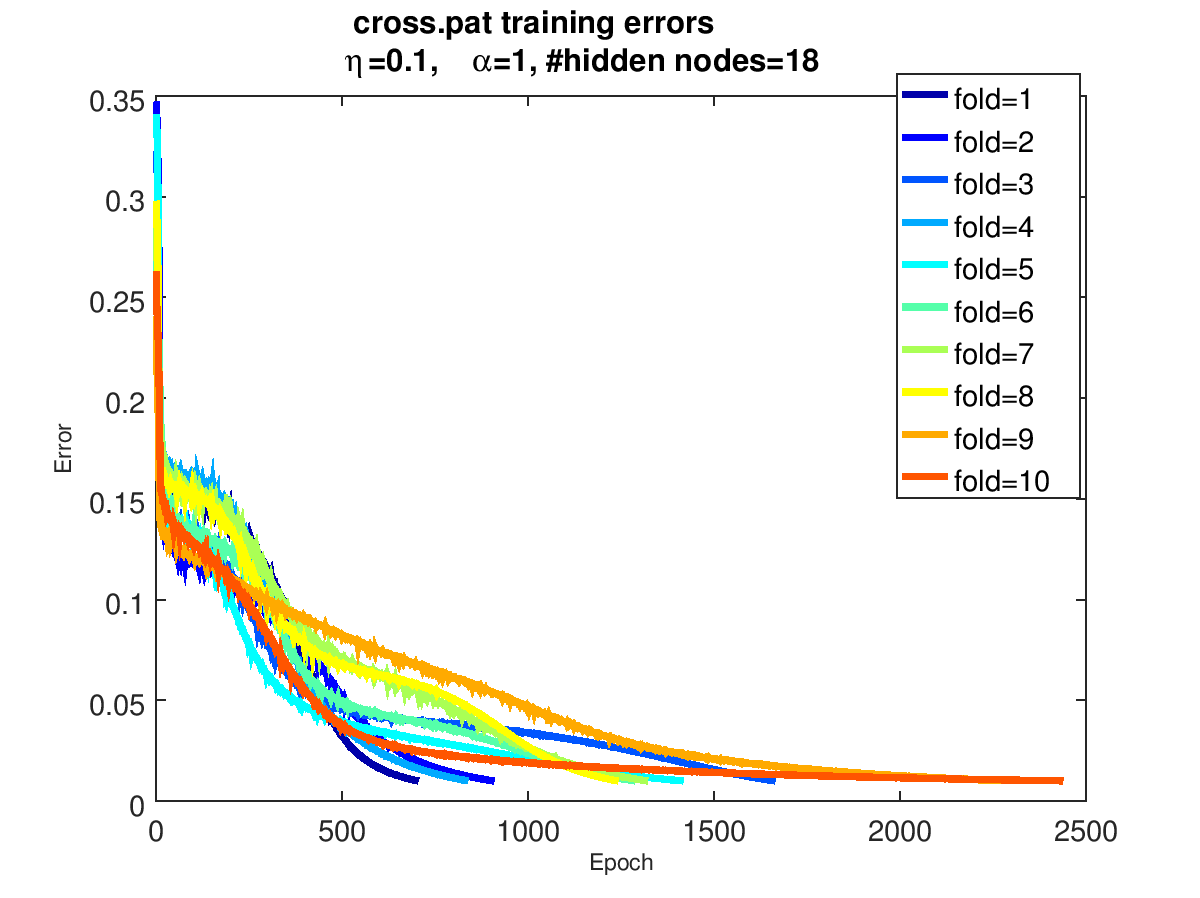 cross.pat training errors
η=0.1, α=1, #hidden nodes=18
fold=1
fold=2
fold=3
fold=4
fold=5
fold=6
fold=7
fold=8
fold=9
fold=10
0.35
0.3
0.25
0.2
0.15
0.1
0.05
0
Error
0 500 1000 1500 2000 2500
Epoch